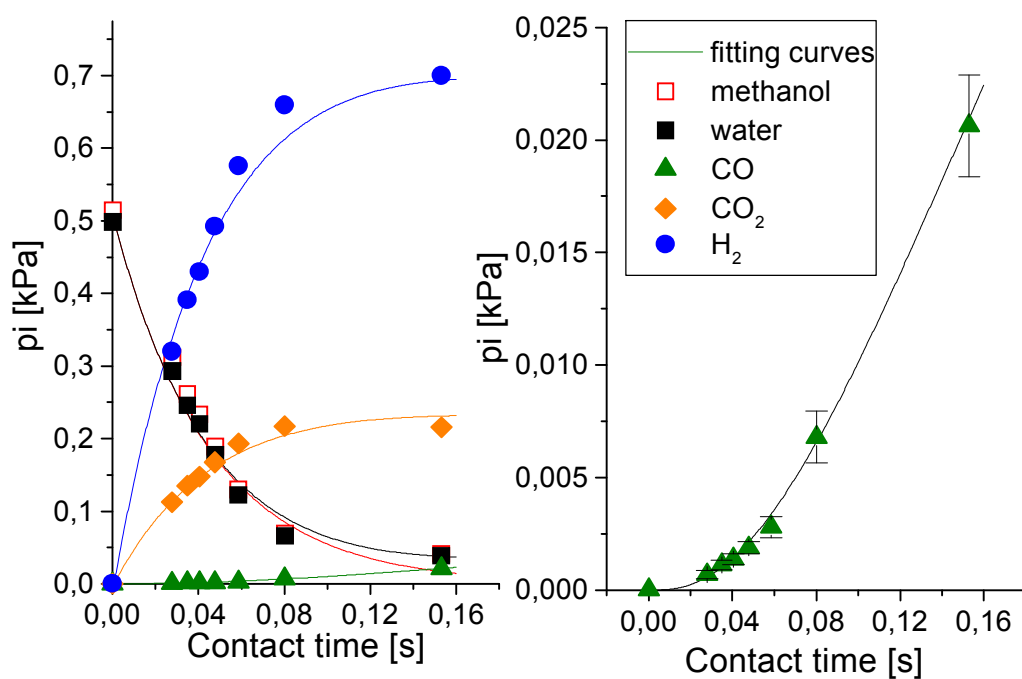 0,7
0,6
0,5
0,4
0,3
0,2
0,1
0,0
pi [kPa]
0,00 0,04 0,08 0,12 0,16
Contact time [s]
0,025
0,020
0,015
0,010
0,005
0,000
pi [kPa]
fitting curves
methanol
water
CO
CO2
H2
0,00 0,04 0,08 0,12 0,16
Contact time [s]